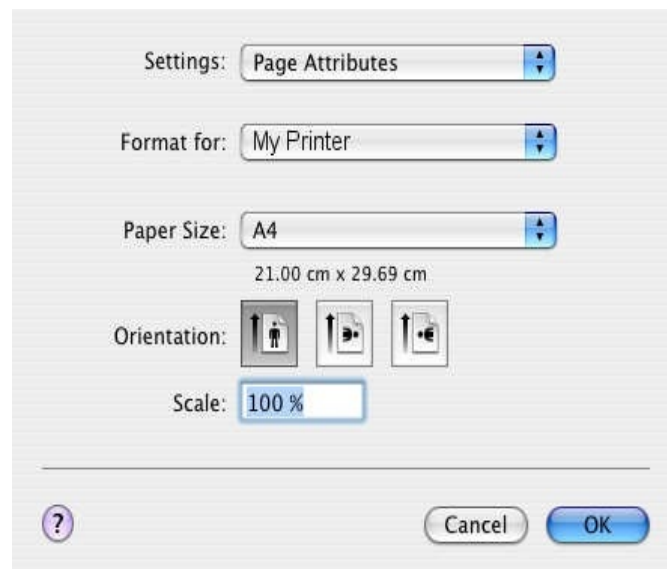 Settings: Page Attributes
Format for: My Printer
Paper Size: A4
21.00 cm x 29.69 cm
Orientation:
Scale: 100 %
? Cancel OK